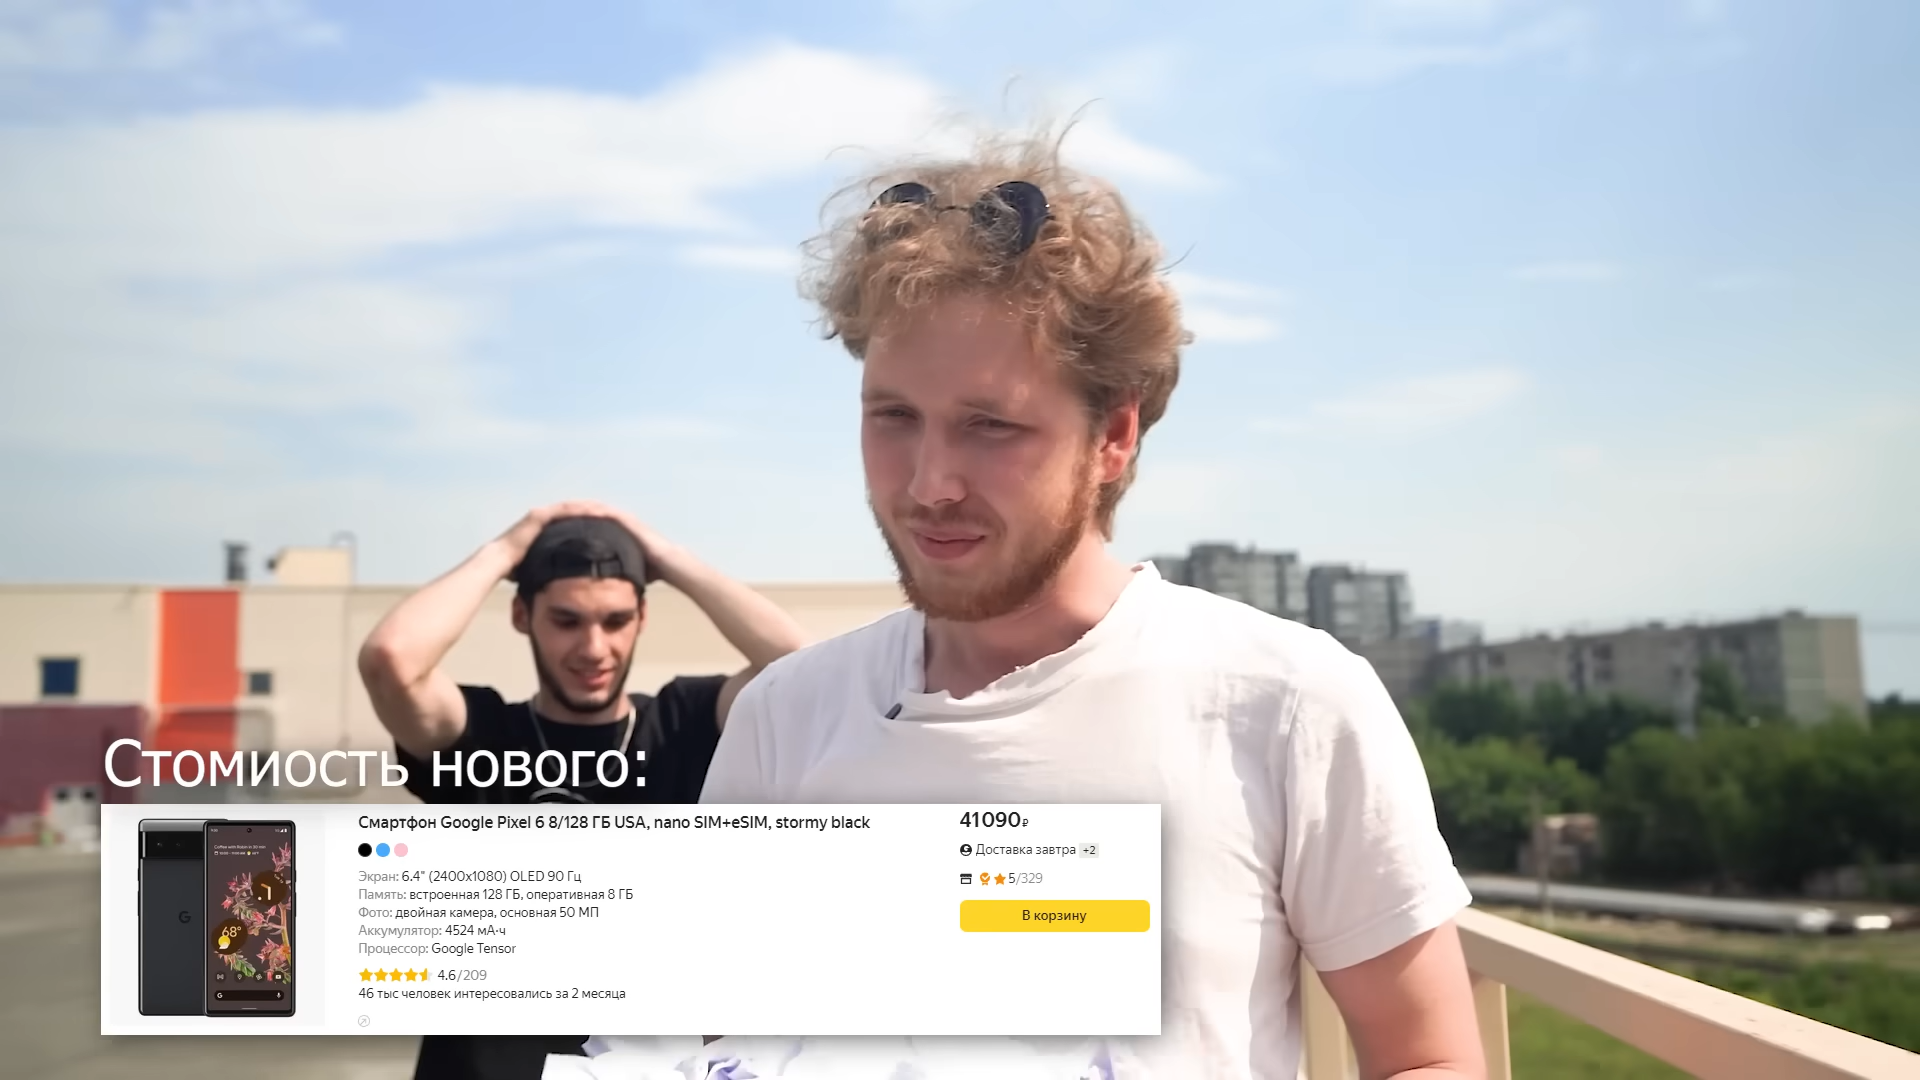 Стомиость нового:
Смартфон Google Pixel 6 8/128 ГБ USA, nano SIM+eSIM, stormy black
41 090 ₽
Доставка завтра +2
5/329
В корзину
Экран: 6.4" (2400x1080) OLED 90 Гц
Память: встроенная 128 ГБ, оперативная 8 ГБ
Фото: двойная камера, основная 50 МП
Аккумулятор: 4524 мА·ч
Процессор: Google Tensor
4.6/209
46 тыс человек интересовались за 2 месяца
G
68°